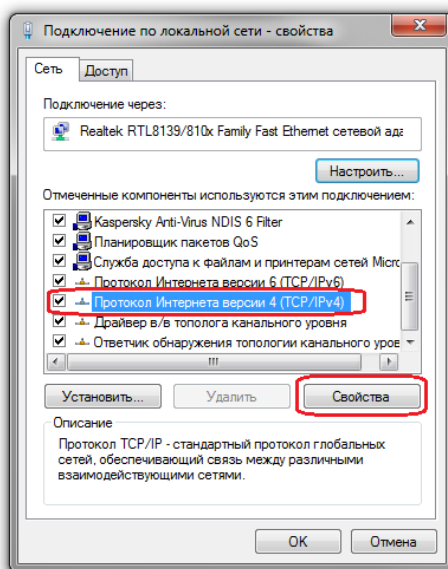 Подключение по локальной сети - свойства
Сеть
Доступ
Подключение через:
Realtek RTL8139/810x Family Fast Ethernet сетевой ада
Настроить...
Отмеченные компоненты используются этим подключением:
Kaspersky Anti-Virus NDIS 6 Filter
Планировщик пакетов QoS
Служба доступа к файлам и принтерам сетей Micro
Протокол Интернета версии 6 (TCP/IPv6)
Протокол Интернета версии 4 (TCP/IPv4)
Драйвер в/в тополога канального уровня
Ответчик обнаружения топологии канального уров
Установить...
Удалить
Свойства
Описание
Протокол TCP/IP - стандартный протокол глобальных
сетей, обеспечивающий связь между различными
взаимодействующими сетями.
OK
Отмена